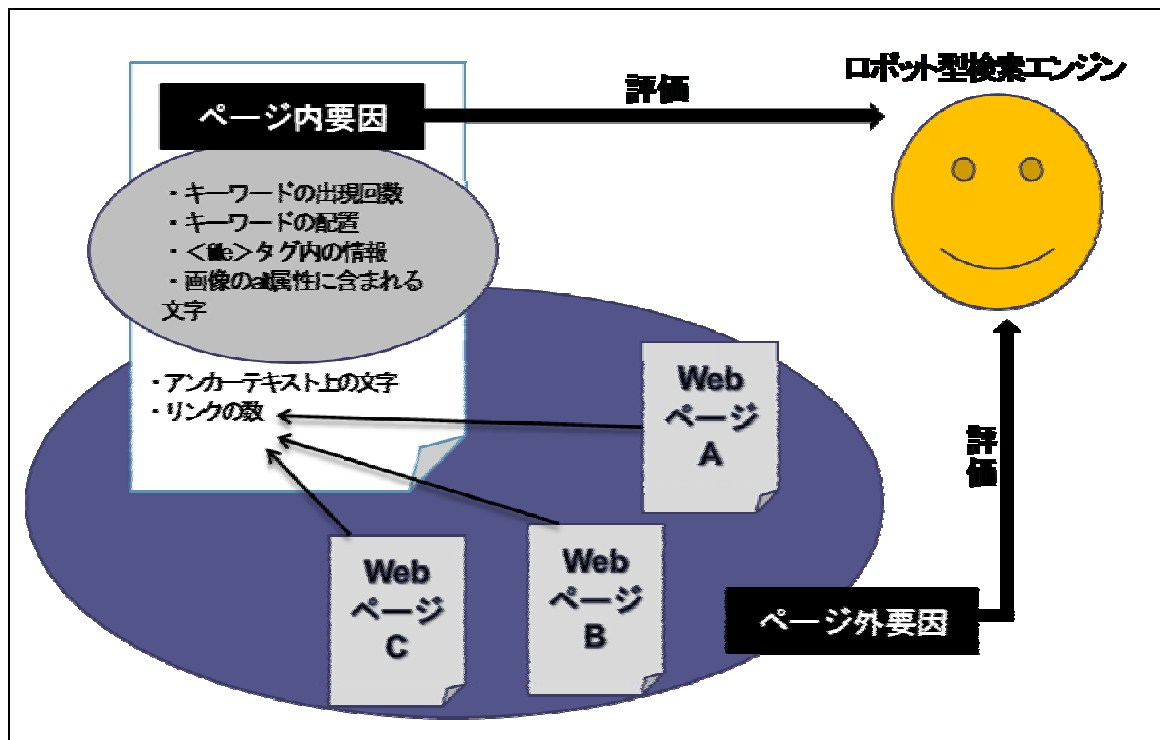 ロボット型検索エンジン
評価
ページ内要因
・キーワードの出現回数
・キーワードの配置
・<title>タグ内の情報
・画像のalt属性に含まれる
文字
・アンカーテキスト上の文字
・リンクの数
Web
ページ
A
評価
Web
ページ
B
Web
ページ
C
ページ外要因